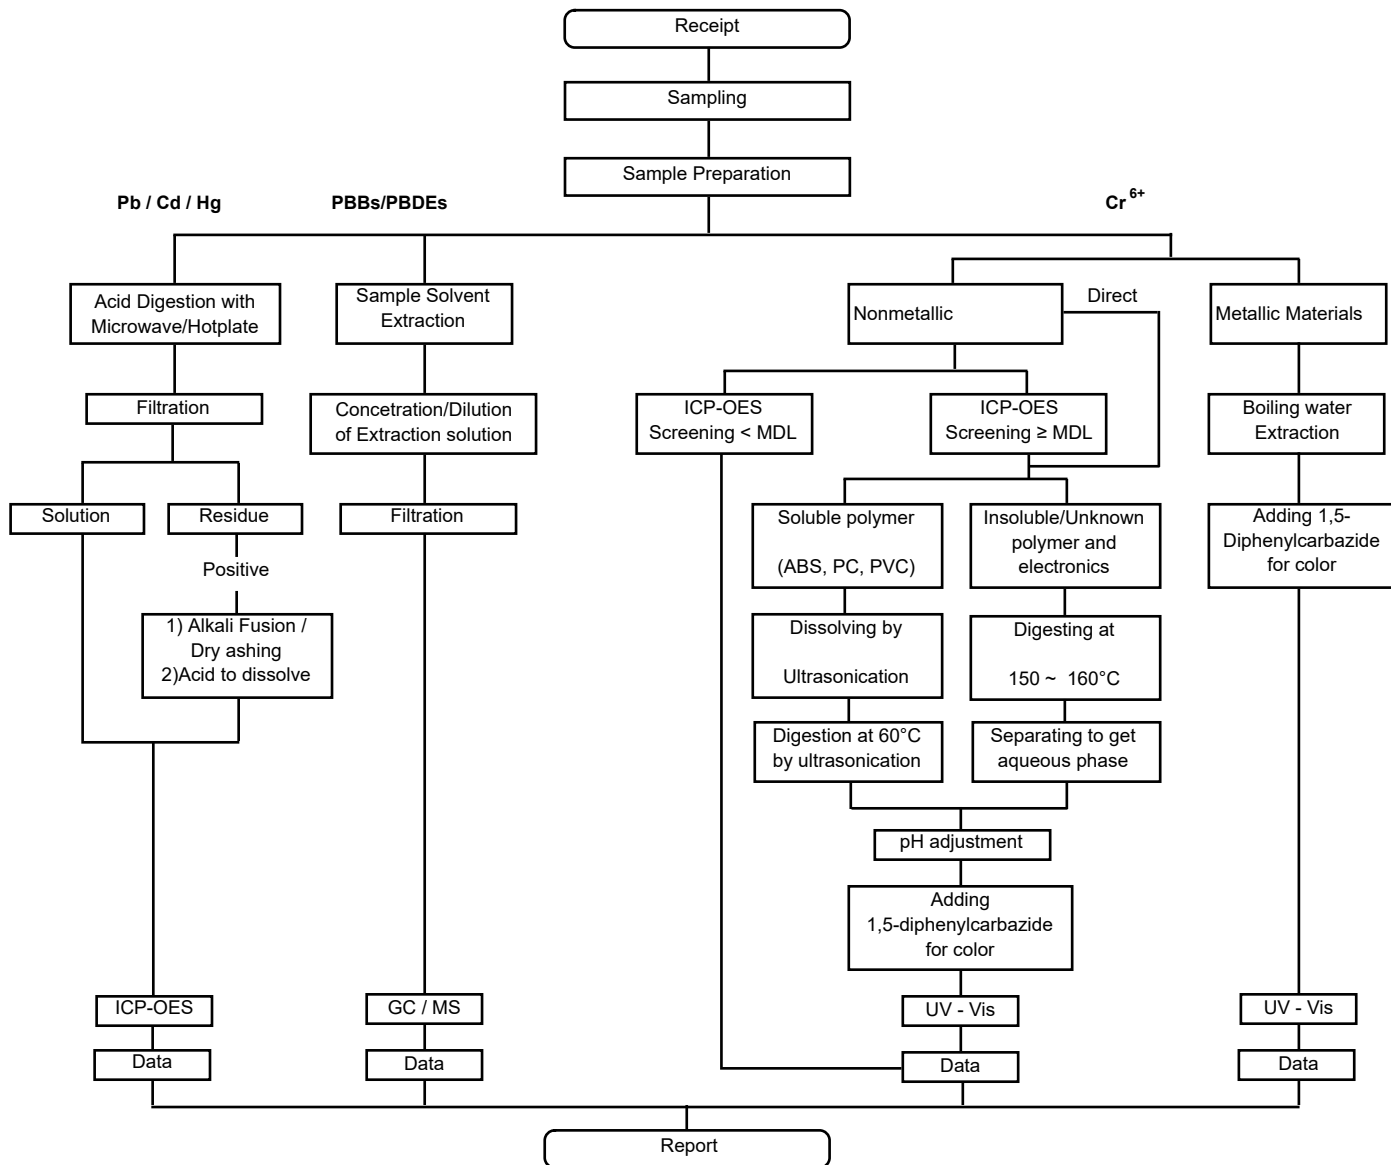 Receipt
Sampling
Sample Preparation
Pb / Cd / Hg
PBBs/PBDEs
Cr 6+
Acid Digestion with
Microwave/Hotplate
Sample Solvent
Extraction
Nonmetallic
Direct
Metallic Materials
Filtration
Concetration/Dilution
of Extraction solution
ICP-OES
Screening < MDL
ICP-OES
Screening ≥ MDL
Boiling water
Extraction
Solution
Residue
Filtration
Soluble polymer
(ABS, PC, PVC)
Insoluble/Unknown
polymer and
electronics
Adding 1,5-
Diphenylcarbazide
for color
Positive
1) Alkali Fusion /
Dry ashing
2)Acid to dissolve
Dissolving by
Ultrasonication
Digesting at
150 ~ 160°C
Digestion at 60°C
by ultrasonication
Separating to get
aqueous phase
pH adjustment
Adding
1,5-diphenylcarbazide
for color
ICP-OES
GC / MS
UV - Vis
UV - Vis
Data
Data
Data
Data
Report